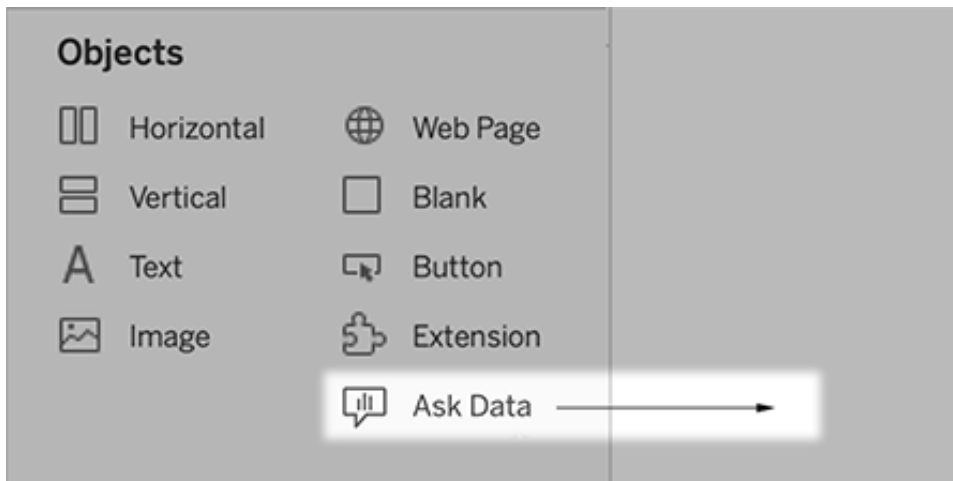 Objects
Horizontal
Web Page
Vertical
Blank
Text
Button
Image
Extension
Ask Data